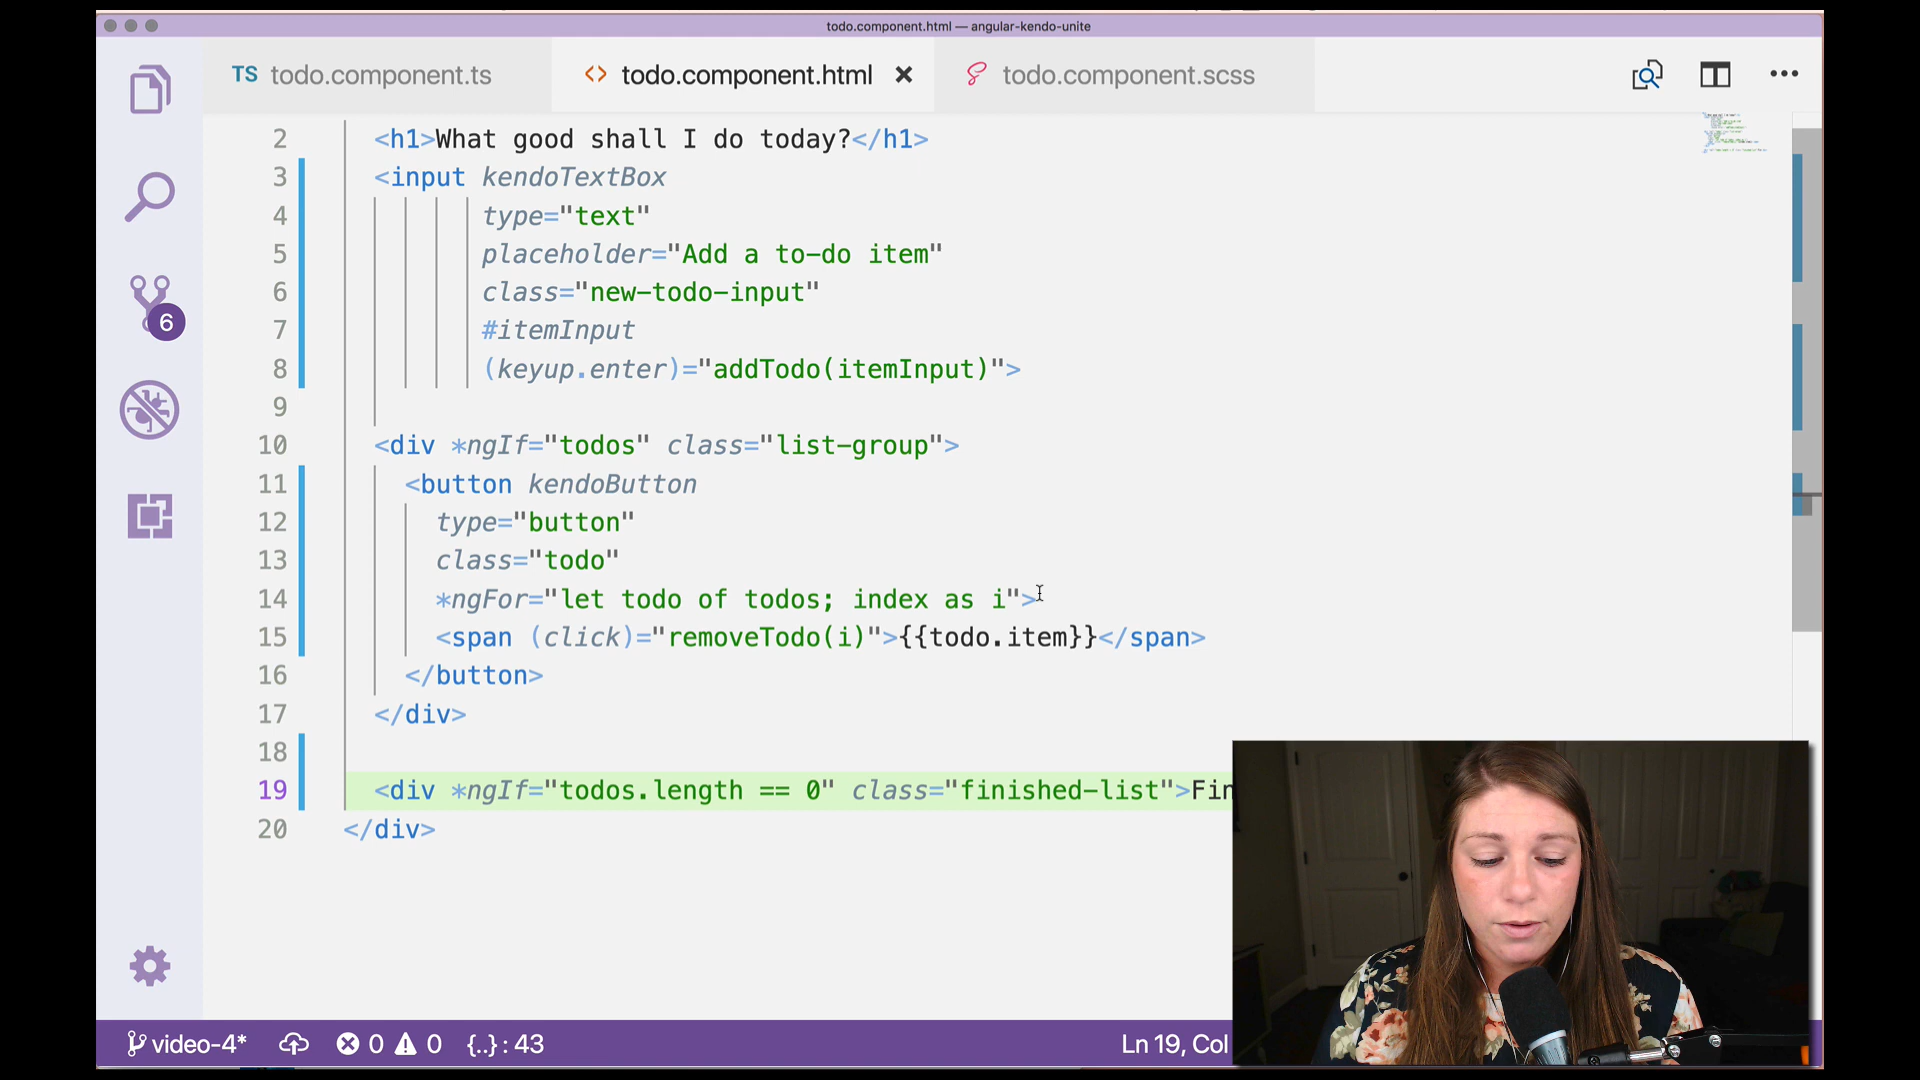 todo.component.html — angular-kendo-unite
TS todo.component.ts
<> todo.component.html ×
todo.component.scss
2 <h1>What good shall I do today?</h1>
3 <input kendoTextBox
4 type="text"
5 placeholder="Add a to-do item"
6 class="new-todo-input"
7 #itemInput
8 (keyup.enter)="addTodo(itemInput)">
9
10 <div *ngIf="todos" class="list-group">
11 <button kendoButton
12 type="button"
13 class="todo"
14 *ngFor="let todo of todos; index as i">
15 <span (click)="removeTodo(i)">{{todo.item}}</span>
16 </button>
17 </div>
18
19 <div *ngIf="todos.length == 0" class="finished-list">Fin
20 </div>
6
video-4* 0 0 {..}: 43
Ln 19, Col